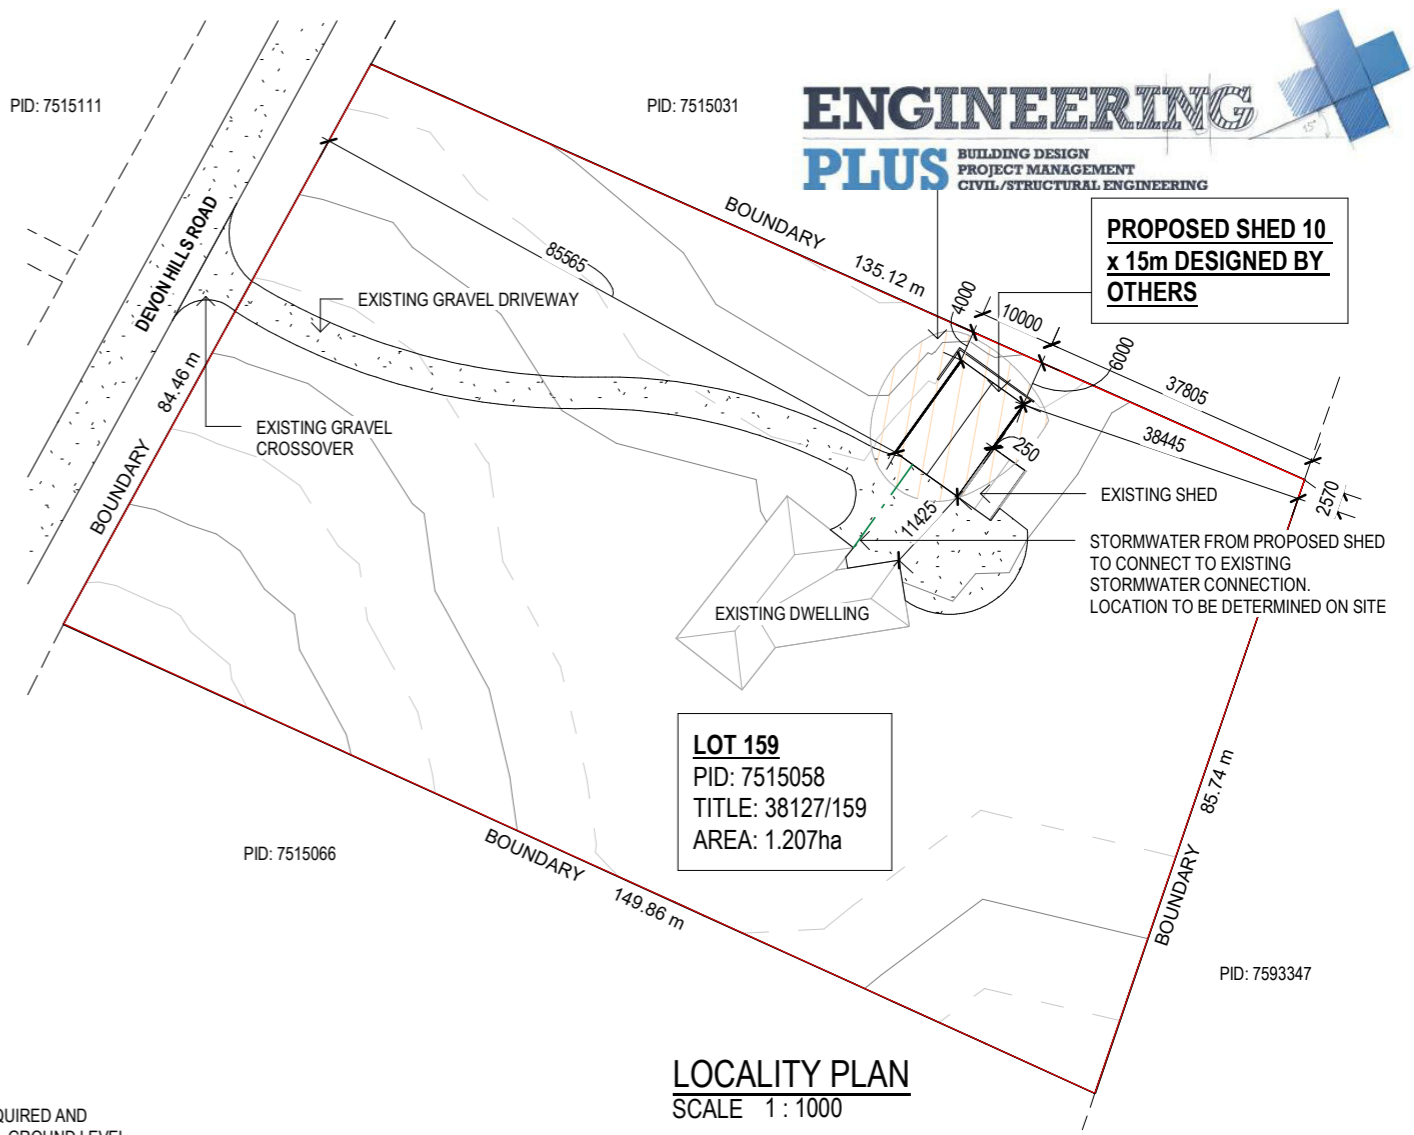 PID: 7515111
PID: 7515031
ENGINEERING
PLUS
BUILDING DESIGN
PROJECT MANAGEMENT
CIVIL/STRUCTURAL ENGINEERING
15°
PROPOSED SHED 10
x 15m DESIGNED BY
OTHERS
DEVON HILLS ROAD
BOUNDARY
135.12 m
85565
4000
10000
6000
37805
EXISTING GRAVEL DRIVEWAY
84.46 m
BOUNDARY
EXISTING GRAVEL
CROSSOVER
38445
250
2570
EXISTING SHED
11425
STORMWATER FROM PROPOSED SHED
TO CONNECT TO EXISTING
STORMWATER CONNECTION.
LOCATION TO BE DETERMINED ON SITE
EXISTING DWELLING
LOT 159
PID: 7515058
TITLE: 38127/159
AREA: 1.207ha
85.74 m
BOUNDARY
PID: 7515066
BOUNDARY
149.86 m
PID: 7593347
LOCALITY PLAN
SCALE 1 : 1000
QUIRED AND
GROUND LEVEL